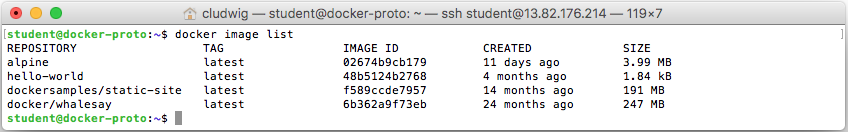 cludwig — student@docker-proto: ~ — ssh student@13.82.176.214 — 119×7
[student@docker-proto:~$ docker image list ]
REPOSITORY TAG IMAGE ID CREATED SIZE
alpine latest 02674b9cb179 11 days ago 3.99 MB
hello-world latest 48b5124b2768 4 months ago 1.84 kB
dockersamples/static-site latest f589ccde7957 14 months ago 191 MB
docker/whalesay latest 6b362a9f73eb 24 months ago 247 MB
student@docker-proto:~$